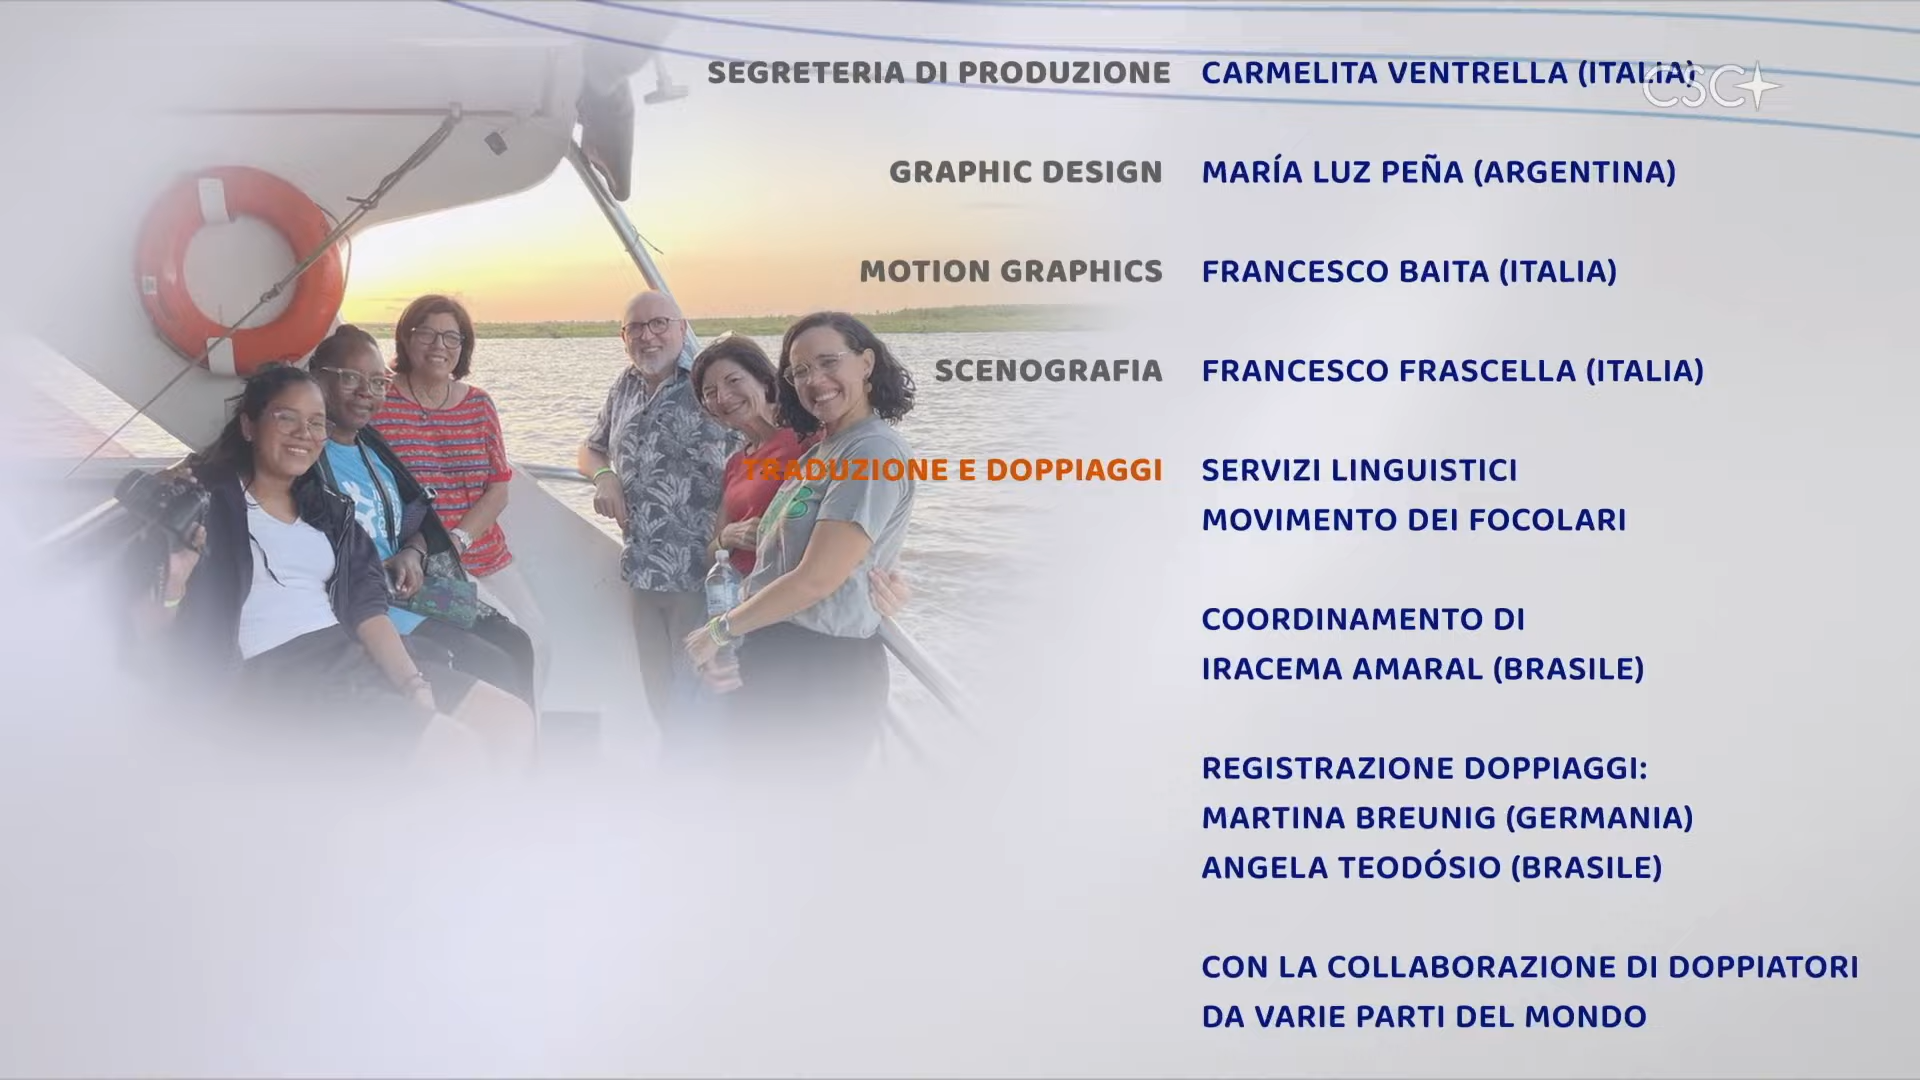 SEGRETERIA DI PRODUZIONE CARMELITA VENTRELLA (ITALIA)
CSC
GRAPHIC DESIGN MARÍA LUZ PEÑA (ARGENTINA)
MOTION GRAPHICS FRANCESCO BAITA (ITALIA)
SCENOGRAFIA FRANCESCO FRASCELLA (ITALIA)
TRADUZIONE E DOPPIAGGI SERVIZI LINGUISTICI
MOVIMENTO DEI FOCOLARI
COORDINAMENTO DI
IRACEMA AMARAL (BRASILE)
REGISTRAZIONE DOPPIAGGI:
MARTINA BREUNIG (GERMANIA)
ANGELA TEODÓSIO (BRASILE)
CON LA COLLABORAZIONE DI DOPPIATORI
DA VARIE PARTI DEL MONDO